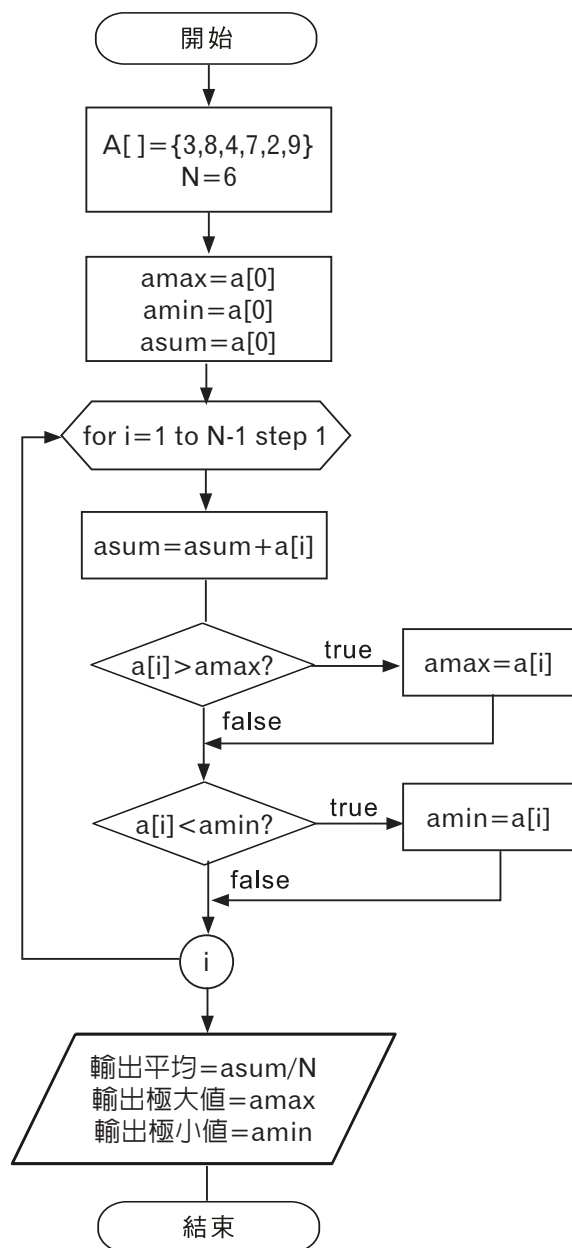 開始
A[ ]={3,8,4,7,2,9}
N=6
amax=a[0]
amin=a[0]
asum=a[0]
for i=1 to N-1 step 1
asum=asum+a[i]
a[i]>amax?
true
amax=a[i]
false
a[i]<amin?
true
amin=a[i]
false
i
輸出平均=asum/N
輸出極大值=amax
輸出極小值=amin
結束